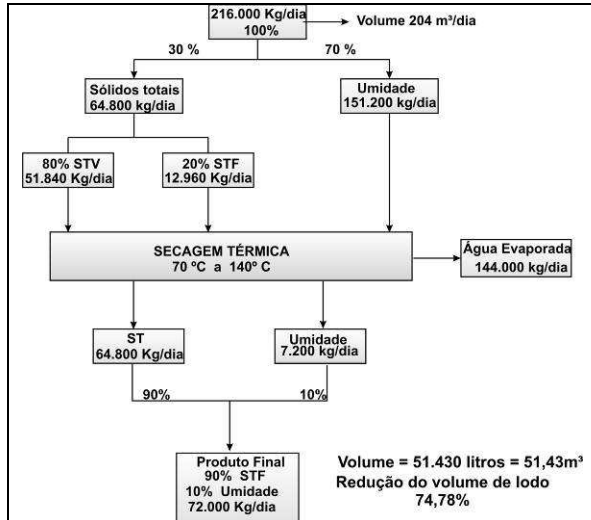 216.000 Kg/dia
100%
Volume 204 m³/dia
30 %
70 %
Sólidos totais
64.800 kg/dia
Umidade
151.200 kg/dia
80% STV
51.840 Kg/dia
20% STF
12.960 Kg/dia
SECAGEM TÉRMICA
70 ºC a 140º C
Água Evaporada
144.000 kg/dia
ST
64.800 Kg/dia
Umidade
7.200 kg/dia
90%
10%
Produto Final
90% STF
10% Umidade
72.000 Kg/dia
Volume = 51.430 litros = 51,43m³
Redução do volume de lodo
74,78%